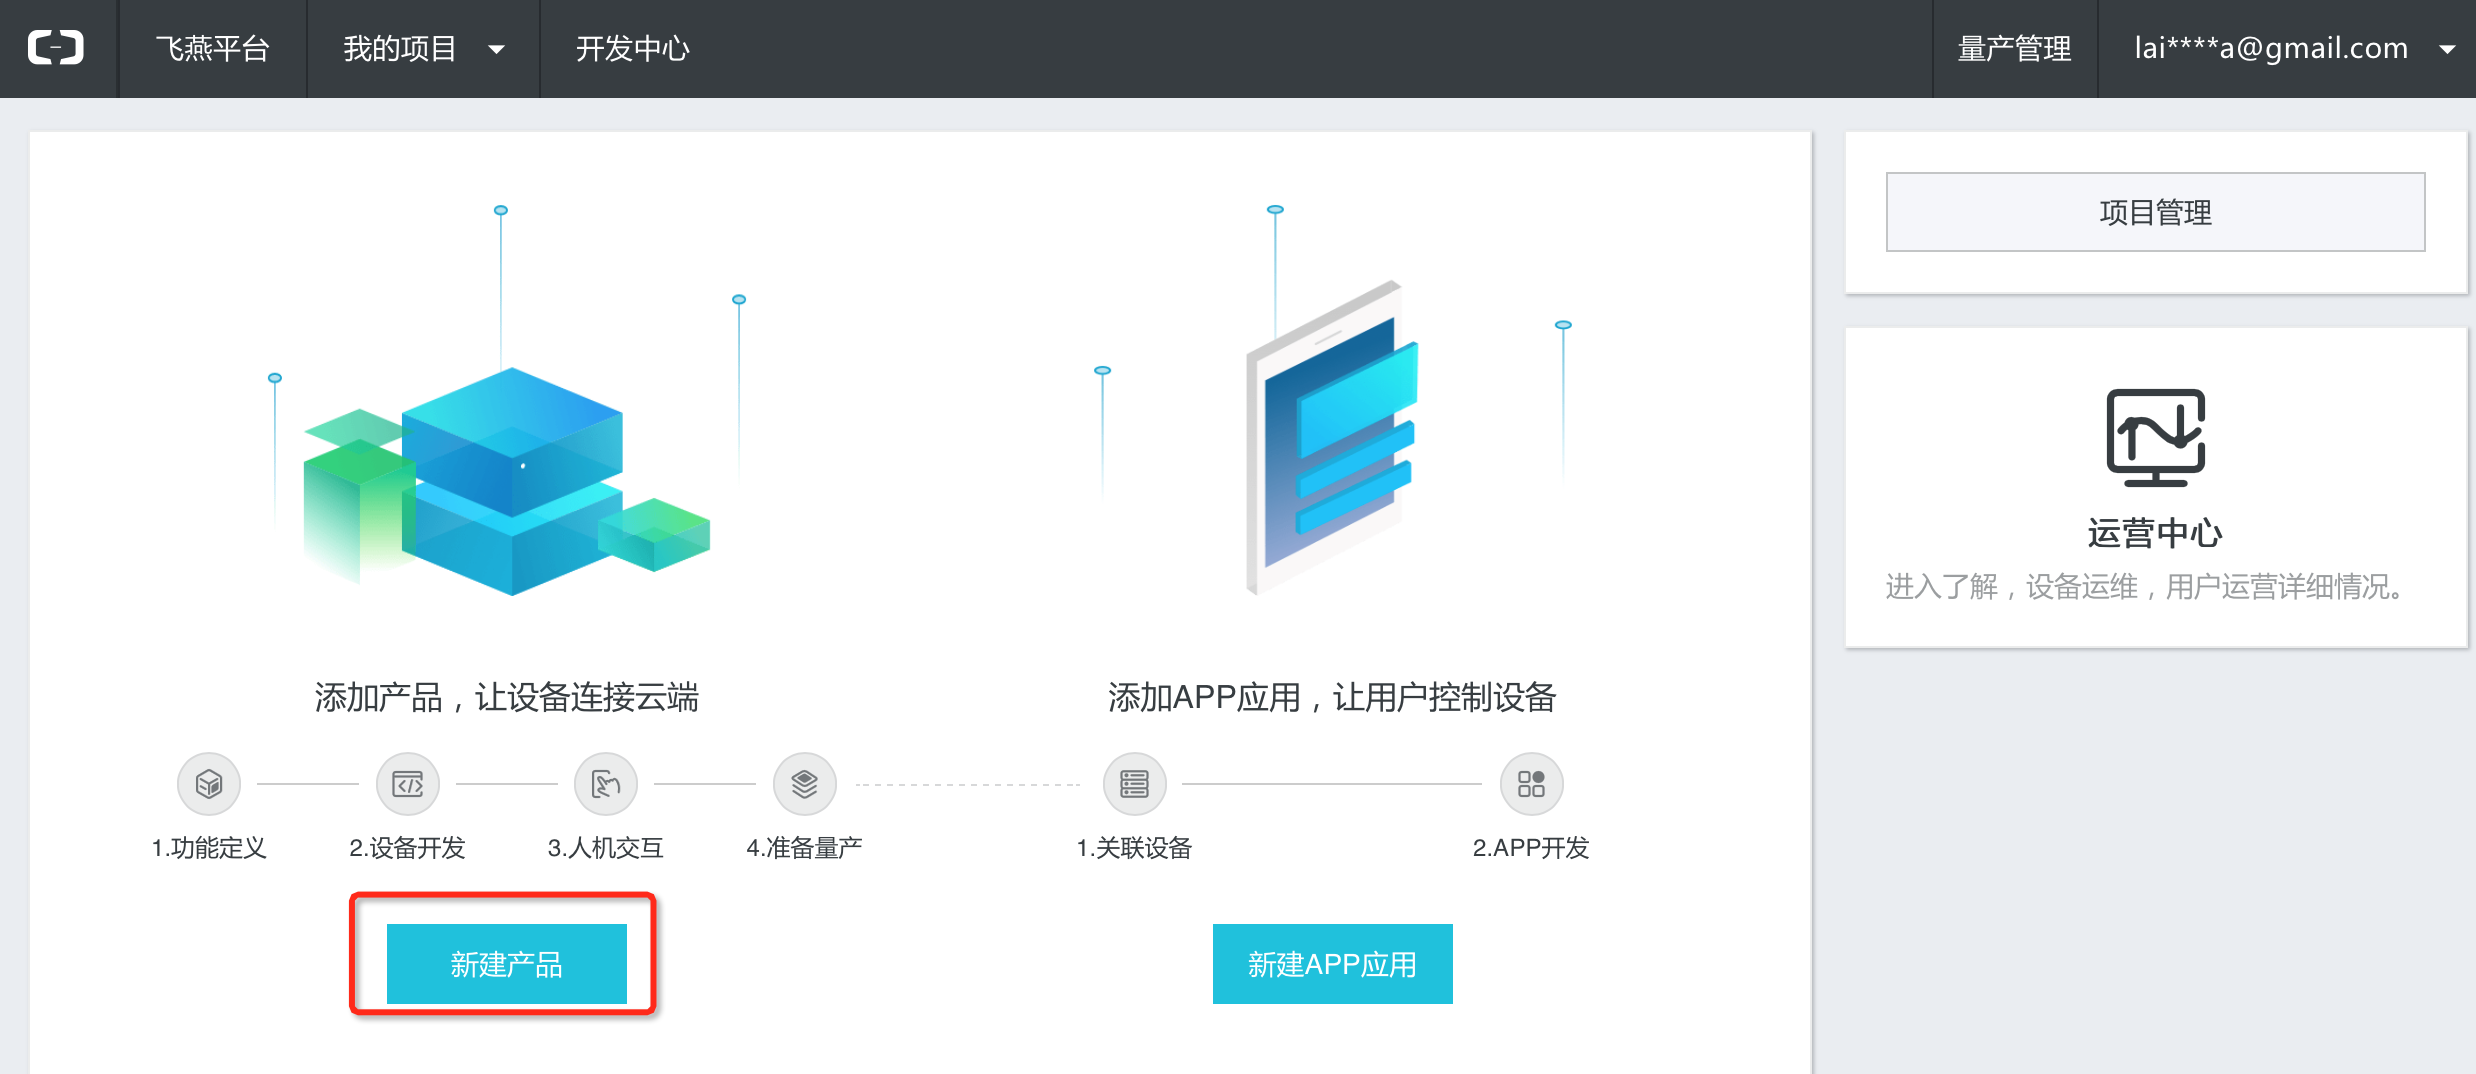 飞燕平台
我的项目
开发中心
量产管理
lai****a@gmail.com
项目管理
运营中心
进入了解，设备运维，用户运营详细情况。
添加产品，让设备连接云端
1.功能定义
2.设备开发
3.人机交互
4.准备量产
新建产品
添加APP应用，让用户控制设备
1.关联设备
2.APP开发
新建APP应用